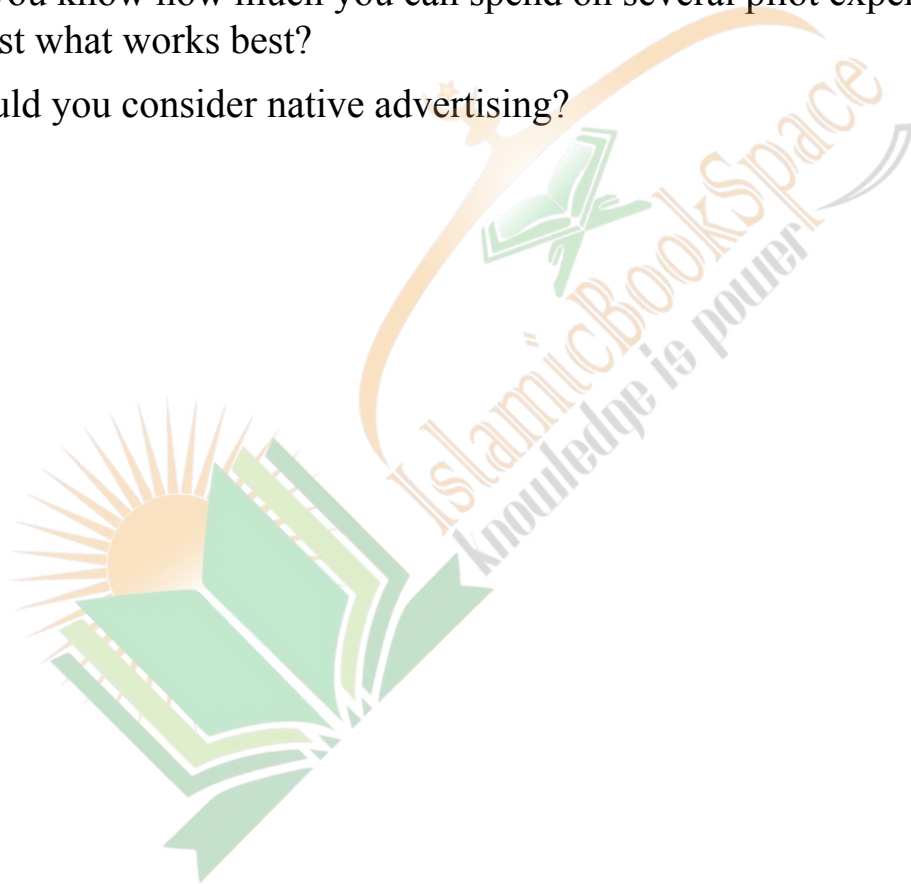 you know how much you can spend on several pilot exper
st what works best?
uld you consider native advertising?
IslamicBookSpace
knowledge is power